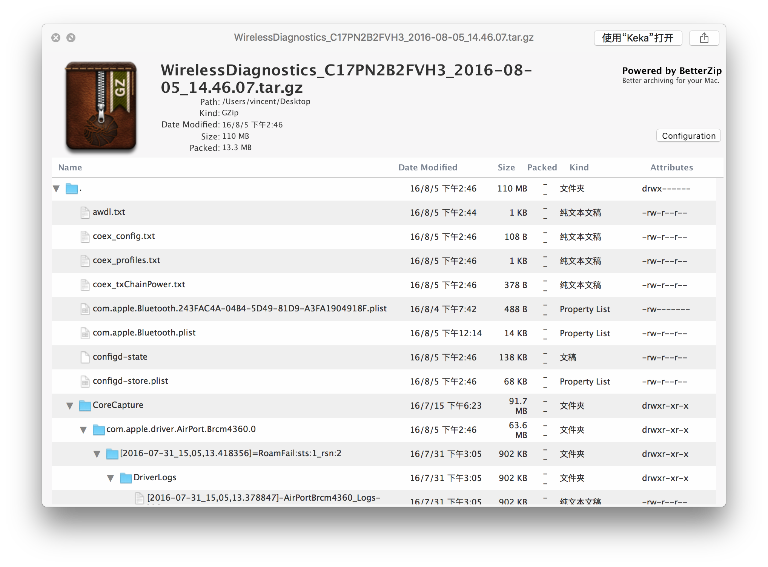 WirelessDiagnostics_C17PN2B2FVH3_2016-08-05_14.46.07.tar.gz
使用“Keka”打开
GZ
WirelessDiagnostics_C17PN2B2FVH3_2016-08-
05_14.46.07.tar.gz
Path: /Users/vincent/Desktop
Kind: GZip
Date Modified: 16/8/5 下午2:46
Size: 110 MB
Packed: 13.3 MB
Powered by BetterZip
Better archiving for your Mac.
Configuration
Name Date Modified Size Packed Kind Attributes
. 16/8/5 下午2:46 110 MB -- 文件夹 drwx------
awdl.txt 16/8/5 下午2:44 1 KB -- 纯文本文稿 -rw-r--r--
coex_config.txt 16/8/5 下午2:46 108 B -- 纯文本文稿 -rw-r--r--
coex_profiles.txt 16/8/5 下午2:46 1 KB -- 纯文本文稿 -rw-r--r--
coex_txChainPower.txt 16/8/5 下午2:46 378 B -- 纯文本文稿 -rw-r--r--
com.apple.Bluetooth.243FAC4A-04B4-5D49-81D9-A3FA1904918F.plist 16/8/4 下午7:42 488 B -- Property List -rw-------
com.apple.Bluetooth.plist 16/8/5 下午12:14 14 KB -- Property List -rw-r--r--
configd-state 16/8/5 下午2:46 138 KB -- 文稿 -rw-r--r--
configd-store.plist 16/8/5 下午2:46 68 KB -- Property List -rw-r--r--
CoreCapture 16/7/15 下午6:23 91.7 MB -- 文件夹 drwxr-xr-x
com.apple.driver.AirPort.Brcm4360.0 16/8/5 下午2:46 63.6 MB -- 文件夹 drwxr-xr-x
[2016-07-31_15,05,13.418356]=RoamFail:sts:1_rsn:2 16/7/31 下午3:05 902 KB -- 文件夹 drwxr-xr-x
DriverLogs 16/7/31 下午3:05 902 KB -- 文件夹 drwxr-xr-x
[2016-07-31_15,05,13.378847]-AirPortBrcm4360_Logs- 16/7/31 下午3:05 902 KB -- 纯文本文稿 -rw-r--r--